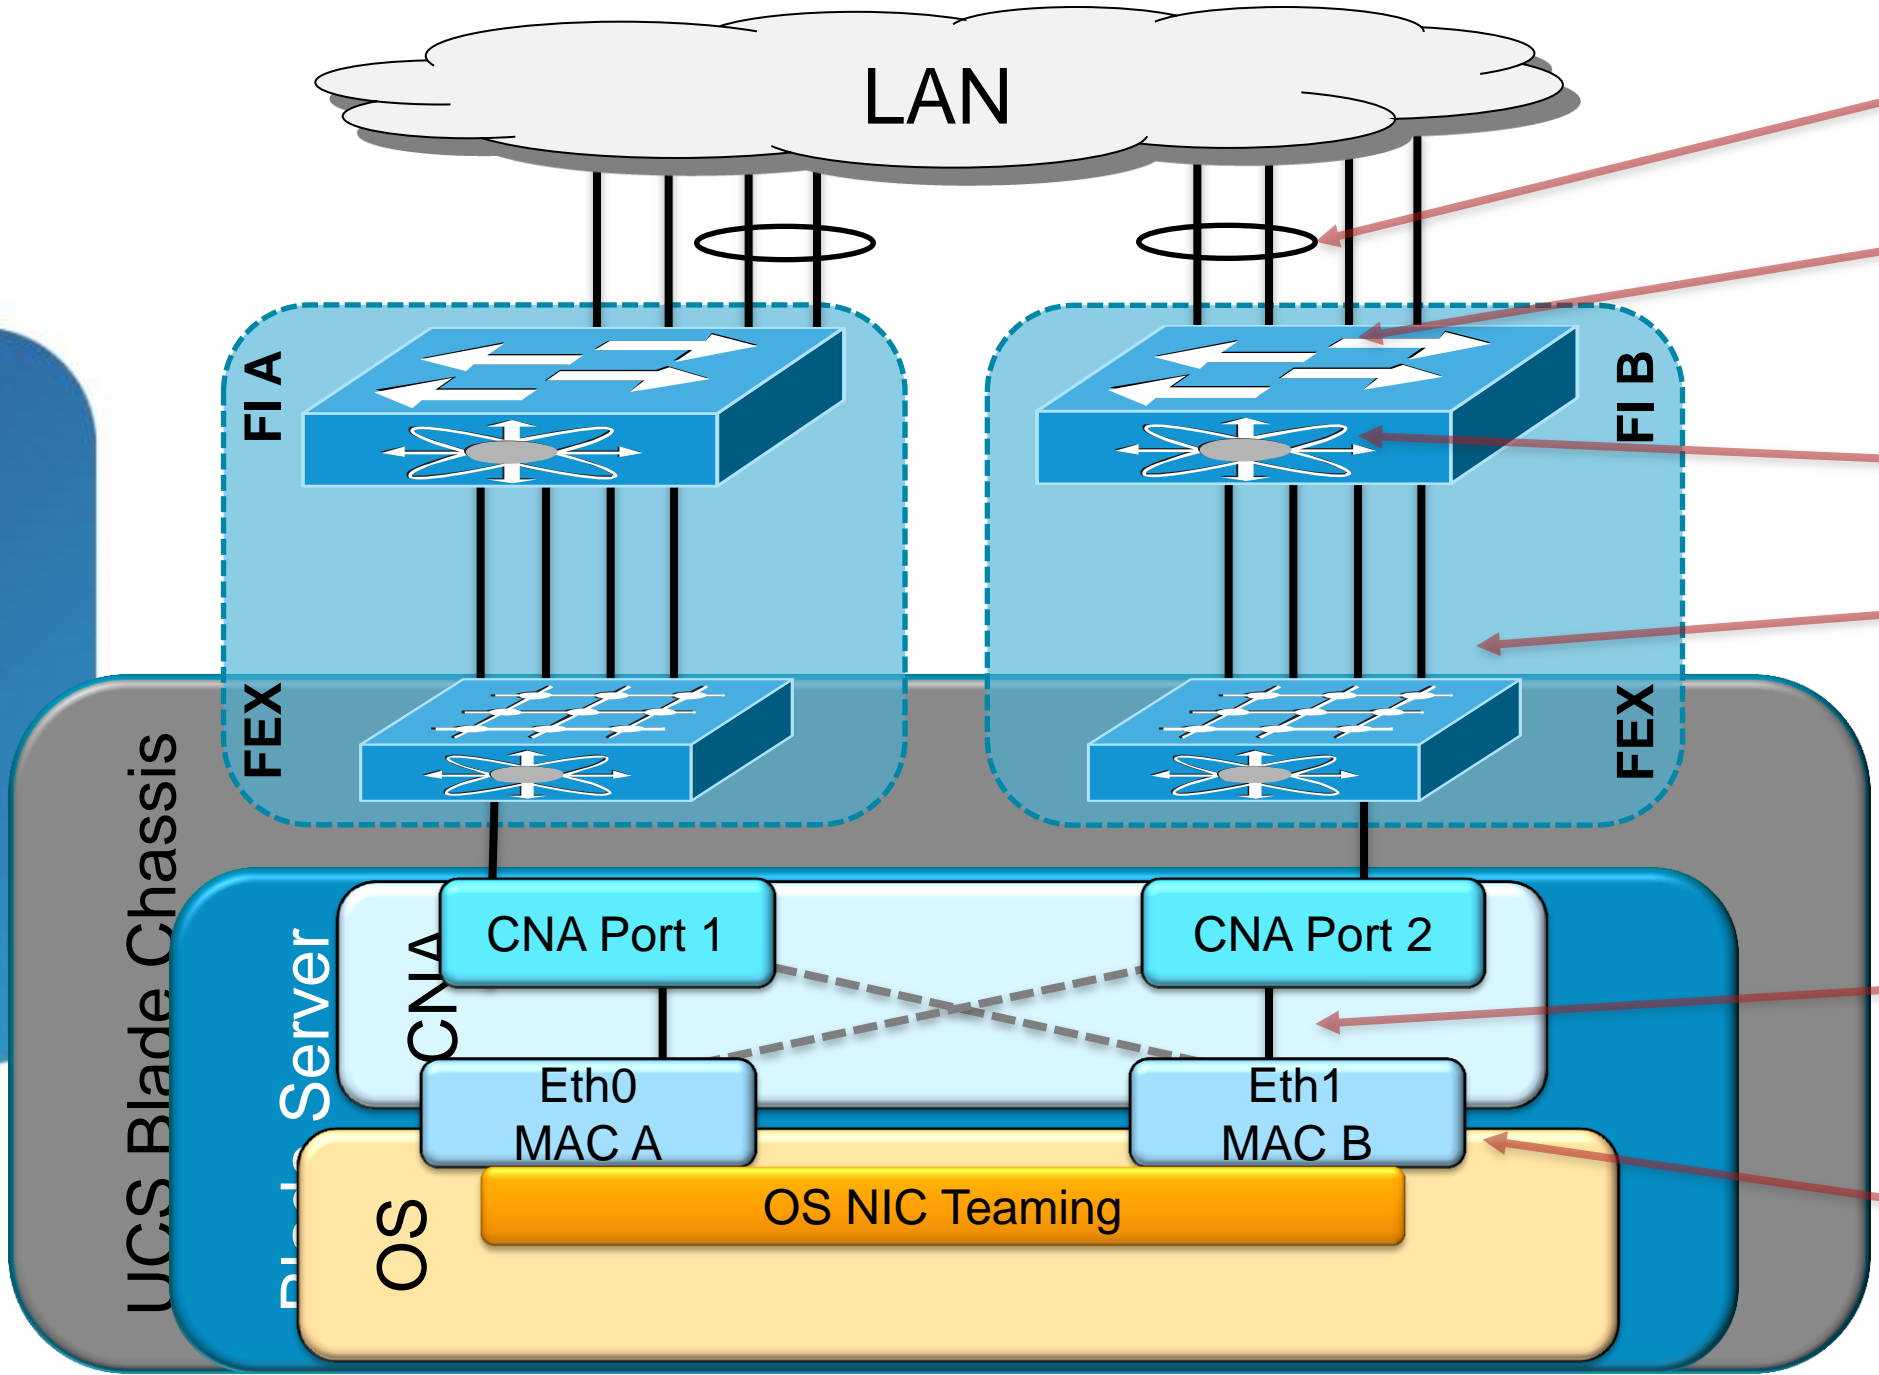 LAN
FI A
FI B
FEX
FEX
UCS Blade Chassis
Server
CNA
CNA Port 1
CNA Port 2
Eth0
MAC A
Eth1
MAC B
OS NIC Teaming
OS